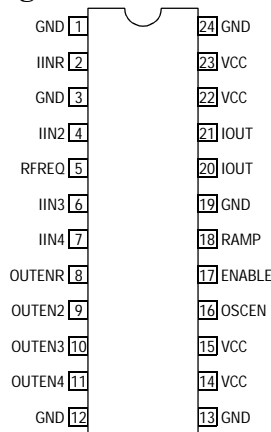 GND 1 24 GND
IINR 2 23 VCC
GND 3 22 VCC
IIN2 4 21 IOUT
RFREQ 5 20 IOUT
IIN3 6 19 GND
IIN4 7 18 RAMP
OUTENR 8 17 ENABLE
OUTEN2 9 16 OSCEN
OUTEN3 10 15 VCC
OUTEN4 11 14 VCC
GND 12 13 GND